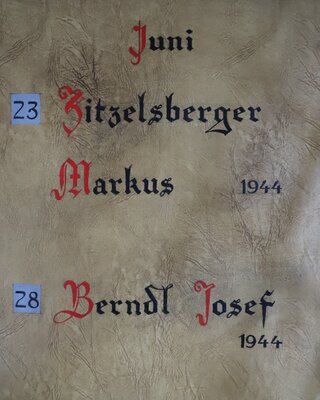 Juni
23 Zitzelsberger
Markus 1944
28 Berndl Josef
1944